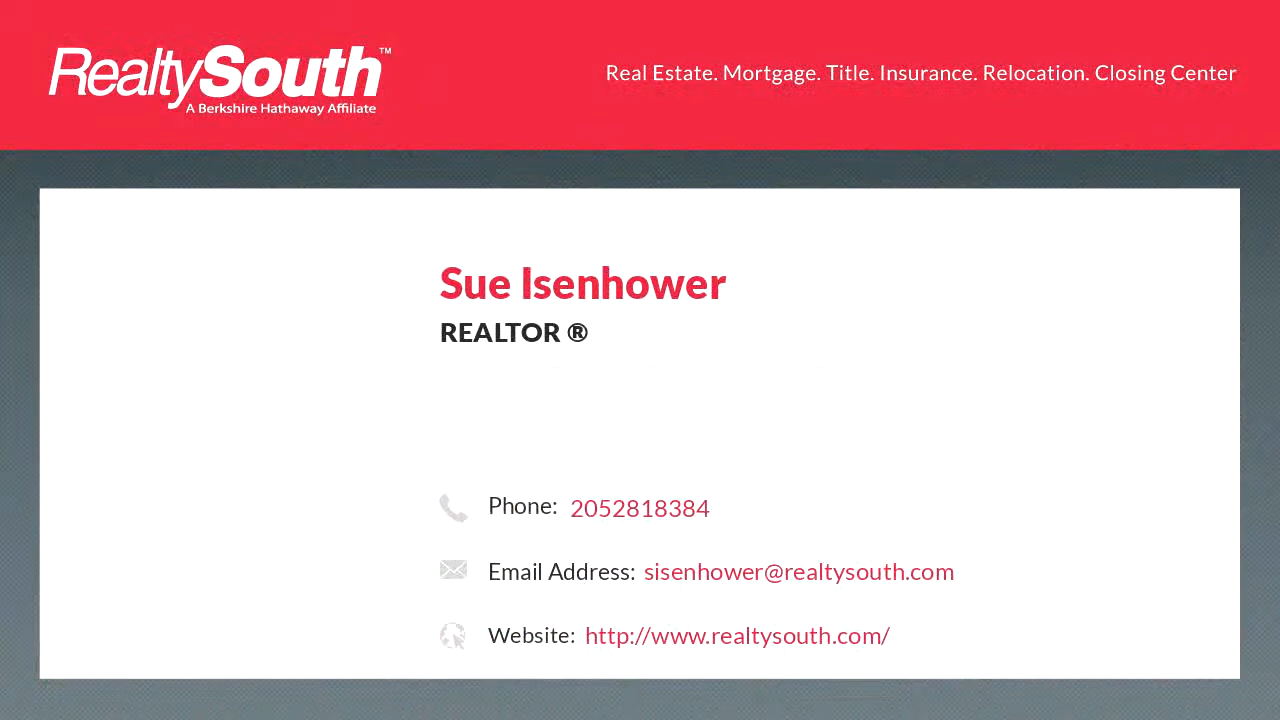 RealtySouth™
A Berkshire Hathaway Affiliate
Real Estate. Mortgage. Title. Insurance. Relocation. Closing Center
Sue Isenhower
REALTOR ®
Phone: 2052818384
Email Address: sisenhower@realtysouth.com
Website: http://www.realtysouth.com/